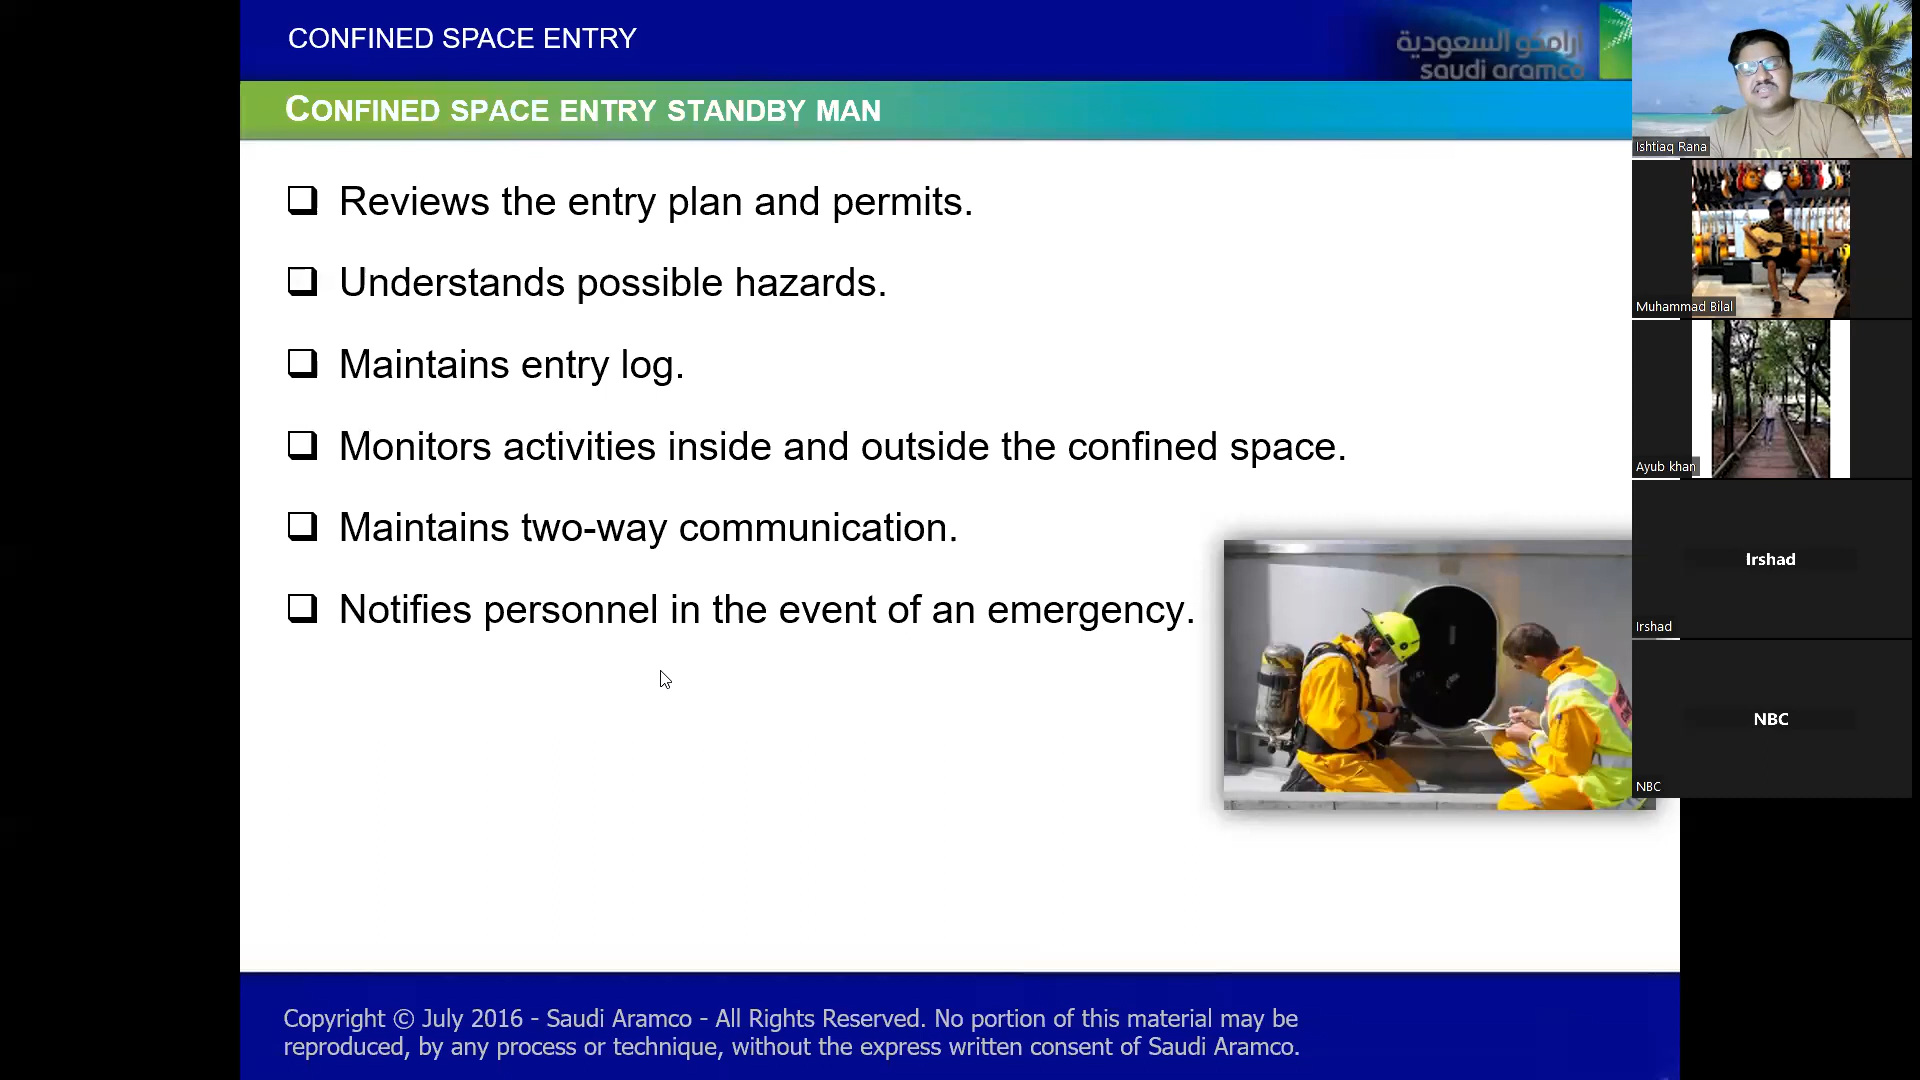 CONFINED SPACE ENTRY
أرامكو السعودية
saudi aramco
CONFINED SPACE ENTRY STANDBY MAN
Reviews the entry plan and permits.
Understands possible hazards.
Maintains entry log.
Monitors activities inside and outside the confined space.
Maintains two-way communication.
Notifies personnel in the event of an emergency.
Copyright © July 2016 - Saudi Aramco - All Rights Reserved. No portion of this material may be
reproduced, by any process or technique, without the express written consent of Saudi Aramco.
Ishtiaq Rana
Muhammad Bilal
Ayub khan
Irshad
Irshad
NBC
NBC